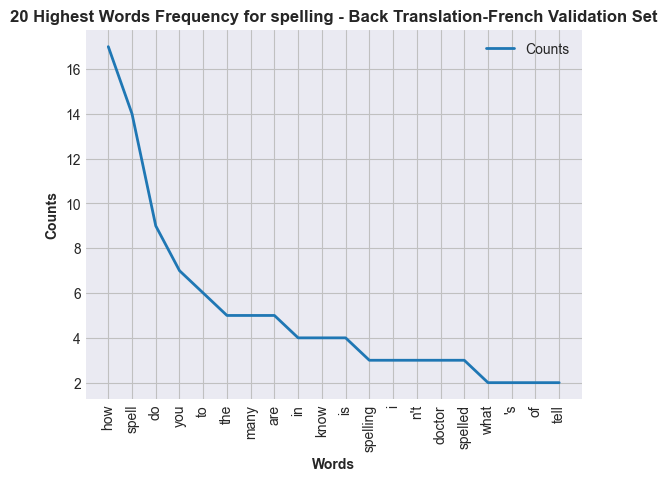 20 Highest Words Frequency for spelling - Back Translation-French Validation Set
Counts
Counts
16
14
12
10
8
6
4
2
how
spell
do
you
to
the
many
are
in
know
is
spelling
i
n't
doctor
spelled
what
's
of
tell
Words